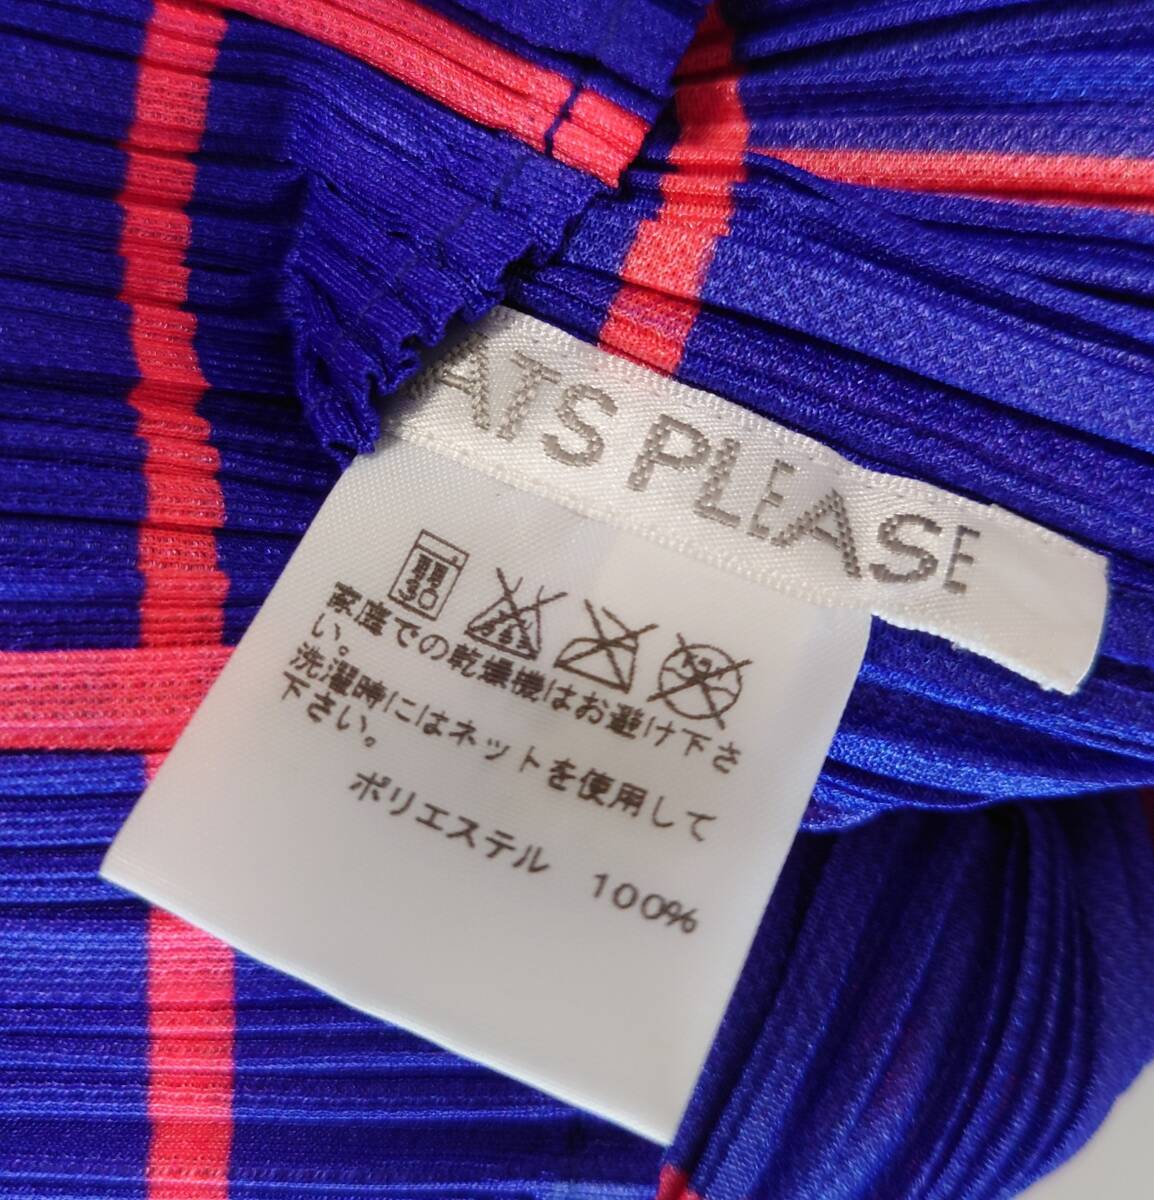 ATS PLEASE
弱
30
家庭での乾燥機はお避け下さ
い。
洗濯時にはネットを使用して
下さい。
ポリエステル 100%